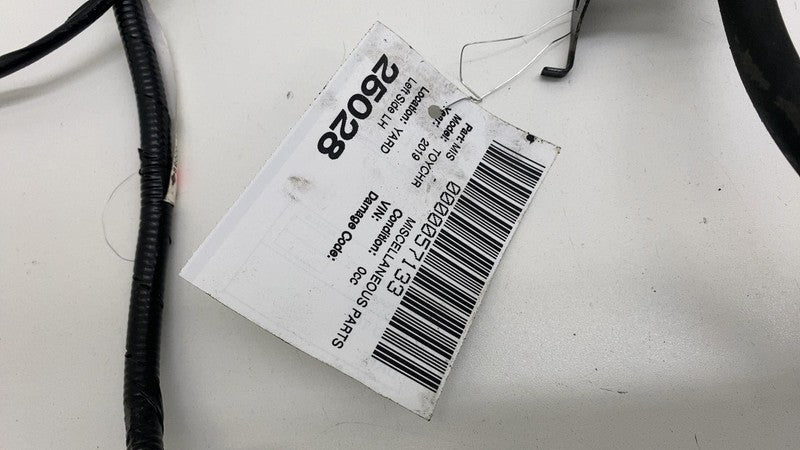 0000057133
Part: MIS MISCELLANEOUS PARTS
Model: TOYCHR Condition: OCC
Year: 2019 VIN:
Location: YARD Damage Code:
Left Side LH
25028